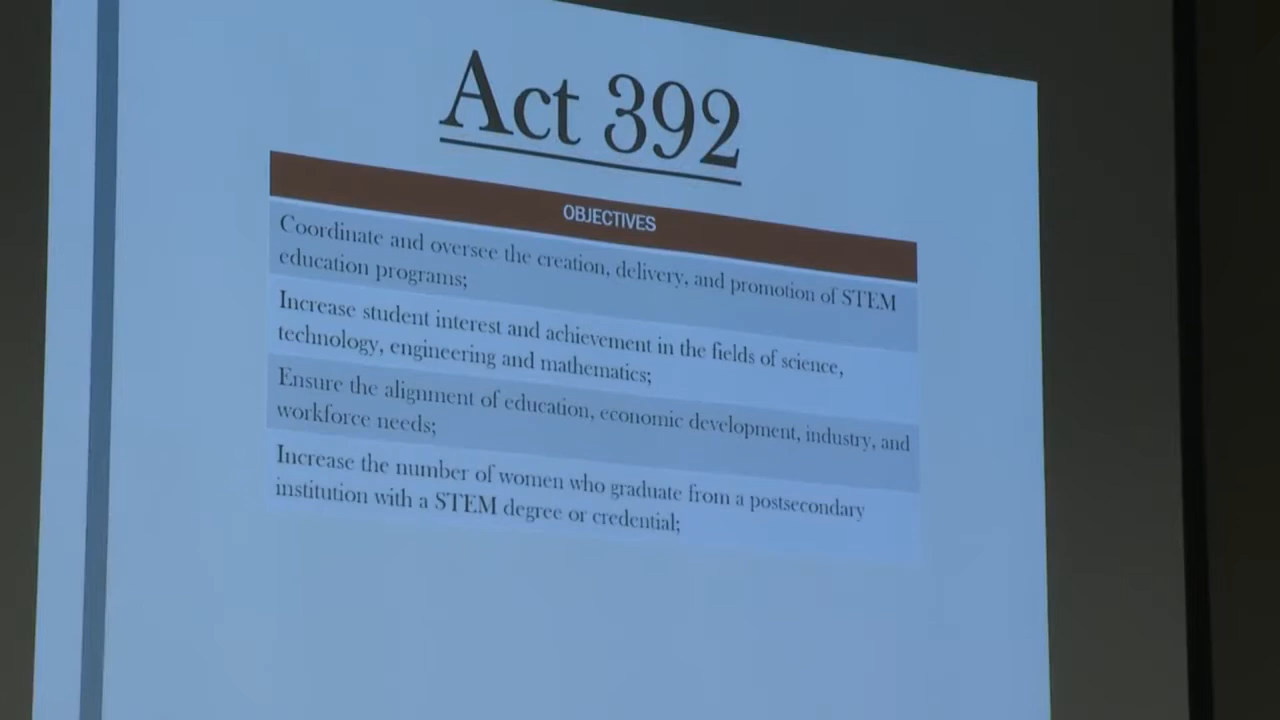 Act 392
OBJECTIVES
Coordinate and oversee the creation, delivery, and promotion of STEM
education programs;
Increase student interest and achievement in the fields of science,
technology, engineering and mathematics;
Ensure the alignment of education, economic development, industry, and
workforce needs;
Increase the number of women who graduate from a postsecondary
institution with a STEM degree or credential;